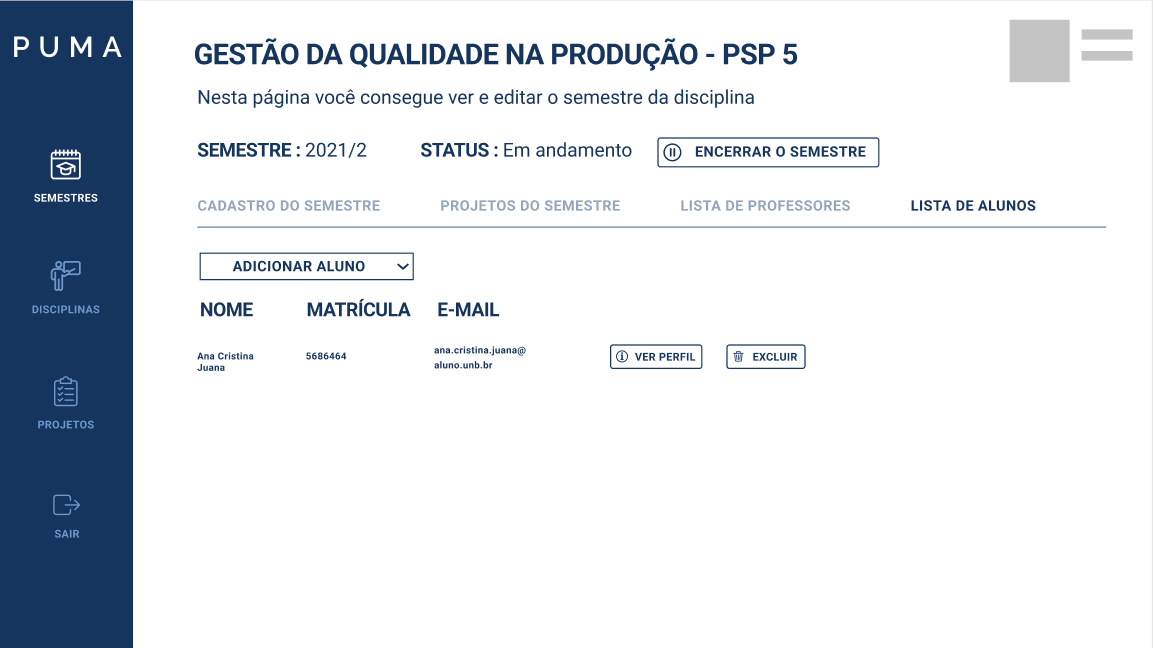 PUMA
SEMESTRES
DISCIPLINAS
PROJETOS
SAIR
GESTÃO DA QUALIDADE NA PRODUÇÃO - PSP 5
Nesta página você consegue ver e editar o semestre da disciplina
SEMESTRE : 2021/2 STATUS : Em andamento ENCERRAR O SEMESTRE
CADASTRO DO SEMESTRE PROJETOS DO SEMESTRE LISTA DE PROFESSORES LISTA DE ALUNOS
ADICIONAR ALUNO
NOME MATRÍCULA E-MAIL
Ana Cristina
Juana
5686464
ana.cristina.juana@
aluno.unb.br
VER PERFIL EXCLUIR